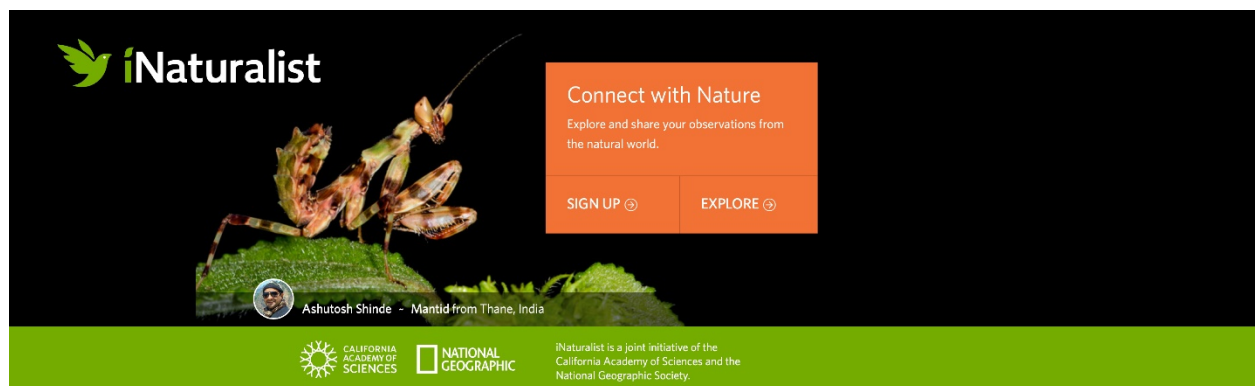 iNaturalist
Connect with Nature
Explore and share your observations from
the natural world.
SIGN UP
EXPLORE
Ashutosh Shinde - Mantid from Thane, India
CALIFORNIA
ACADEMY OF
SCIENCES
NATIONAL
GEOGRAPHIC
iNaturalist is a joint initiative of the
California Academy of Sciences and the
National Geographic Society.